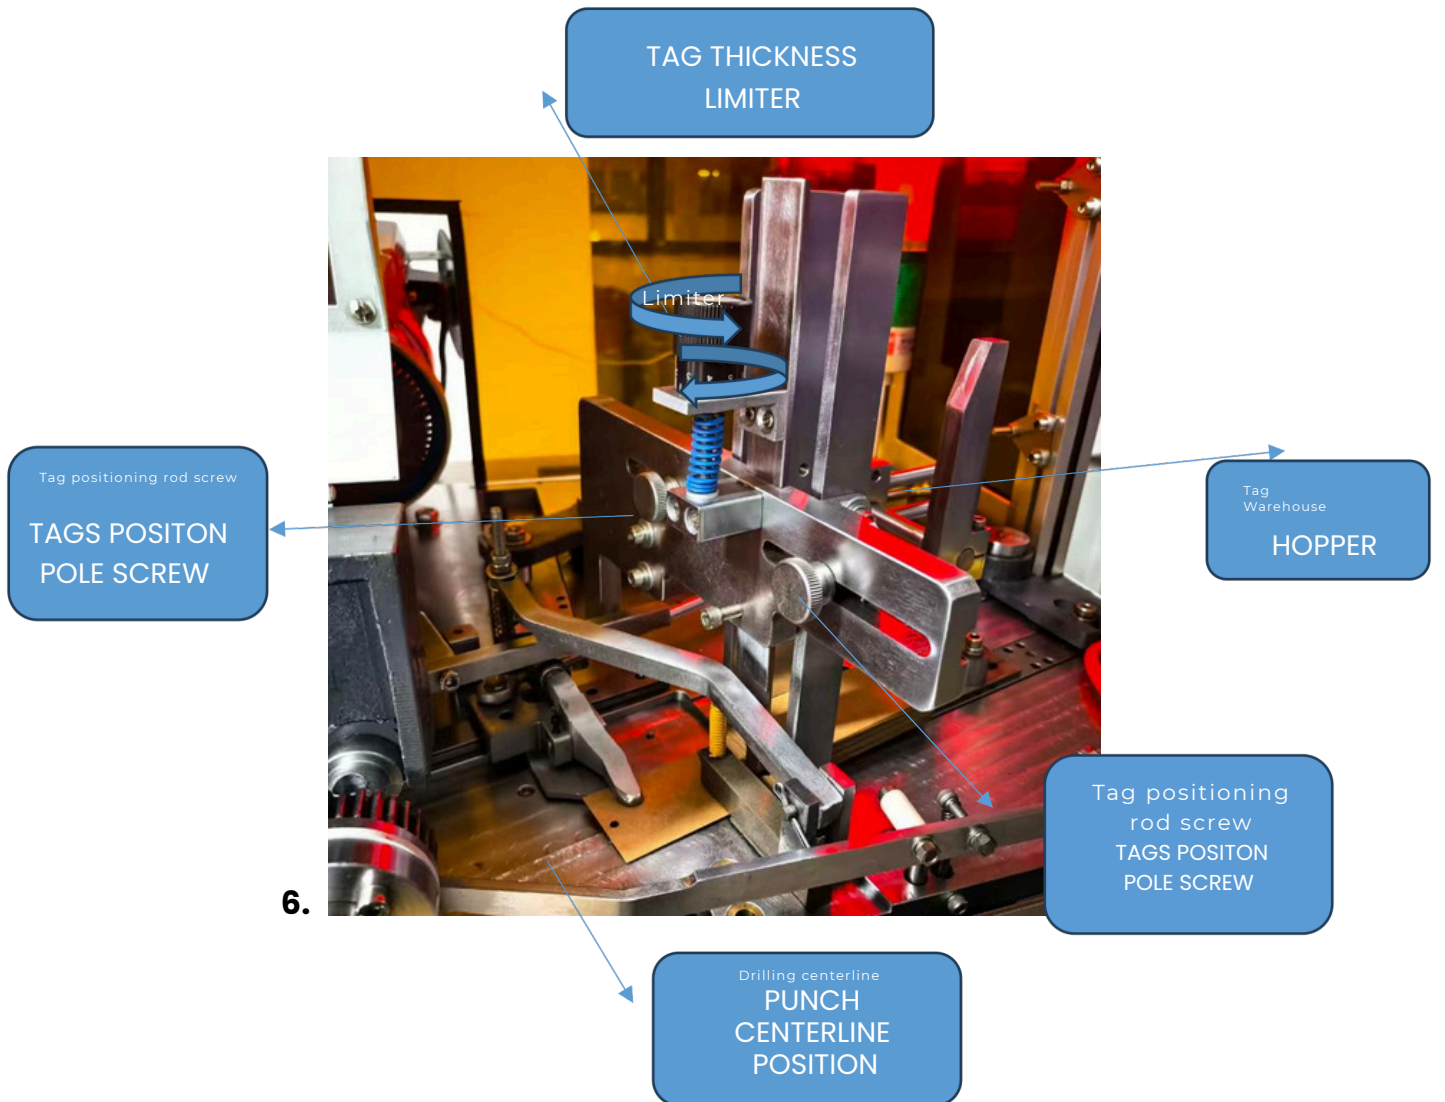 TAG THICKNESS
LIMITER
Limiter
Tag positioning rod screw
TAGS POSITON
POLE SCREW
Tag
Warehouse
HOPPER
Tag positioning
rod screw
TAGS POSITON
POLE SCREW
6.
Drilling centerline
PUNCH
CENTERLINE
POSITION